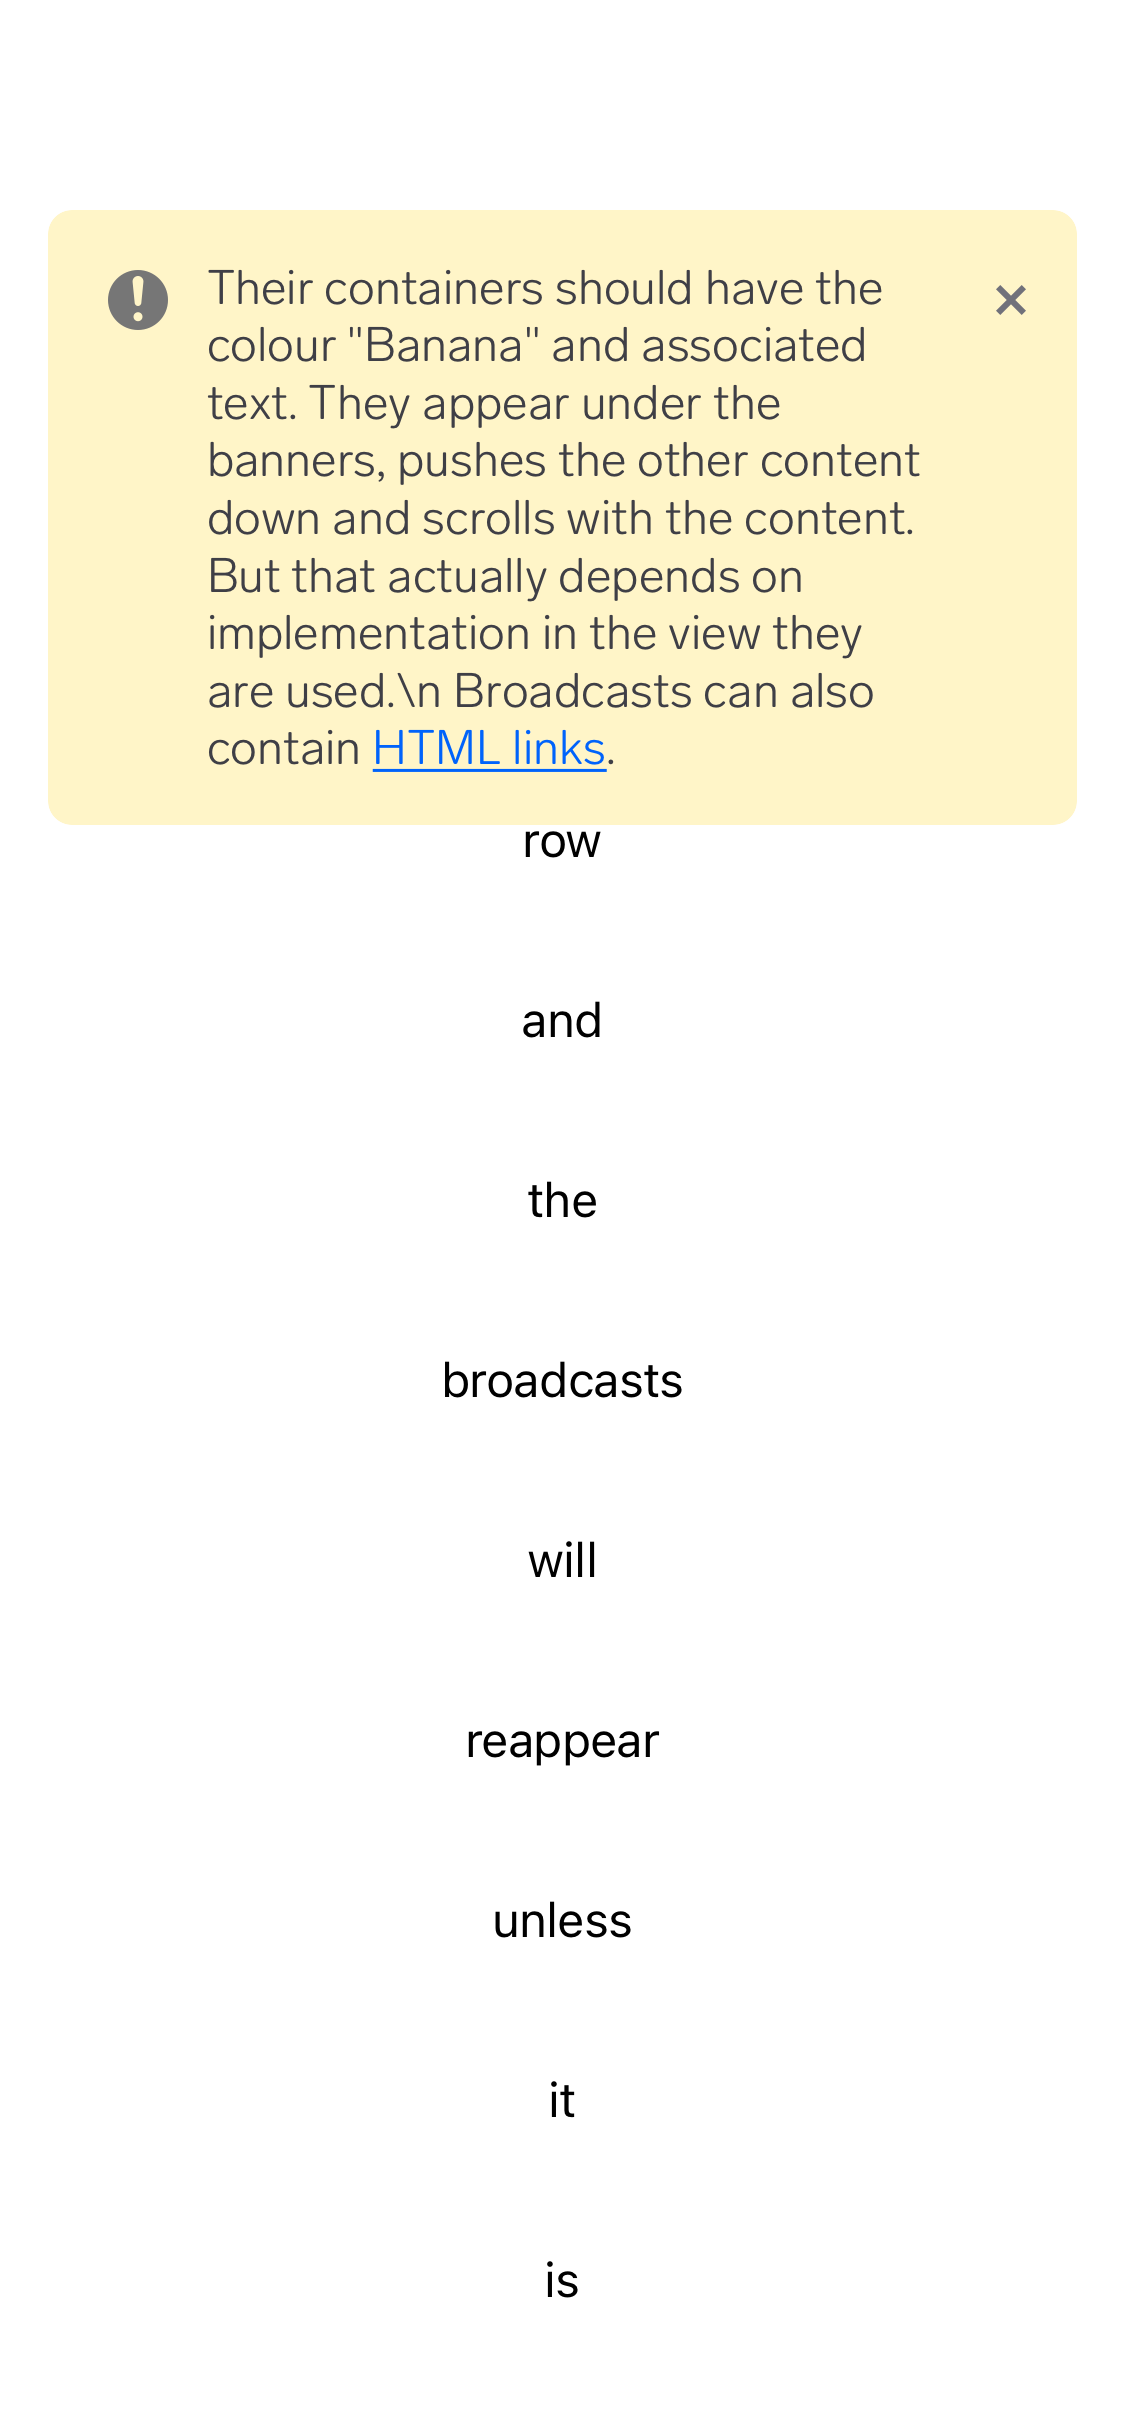 Their containers should have the
colour "Banana" and associated
text. They appear under the
banners, pushes the other content
down and scrolls with the content.
But that actually depends on
implementation in the view they
are used.\n Broadcasts can also
contain HTML links.
row
and
the
broadcasts
will
reappear
unless
it
is